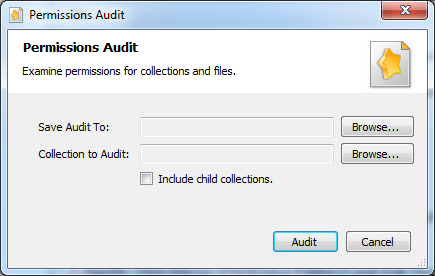 Permissions Audit
Permissions Audit
Examine permissions for collections and files.
Save Audit To: Browse...
Collection to Audit: Browse...
Include child collections.
Audit Cancel